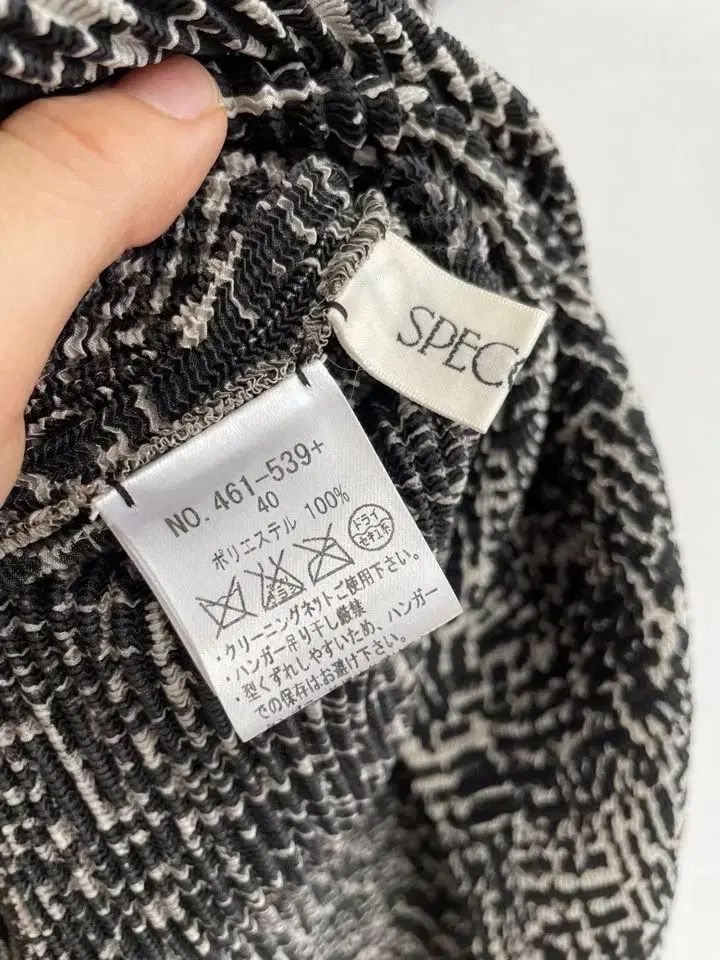 SPECC
NO. 461-539+
40
ポリエステル 100%
ドライ
セキユ系
・クリーニングネットご使用下さい。
・ハンガー吊り干し厳禁
・型くずれしやすいため、ハンガー
での保存はお避け下さい。